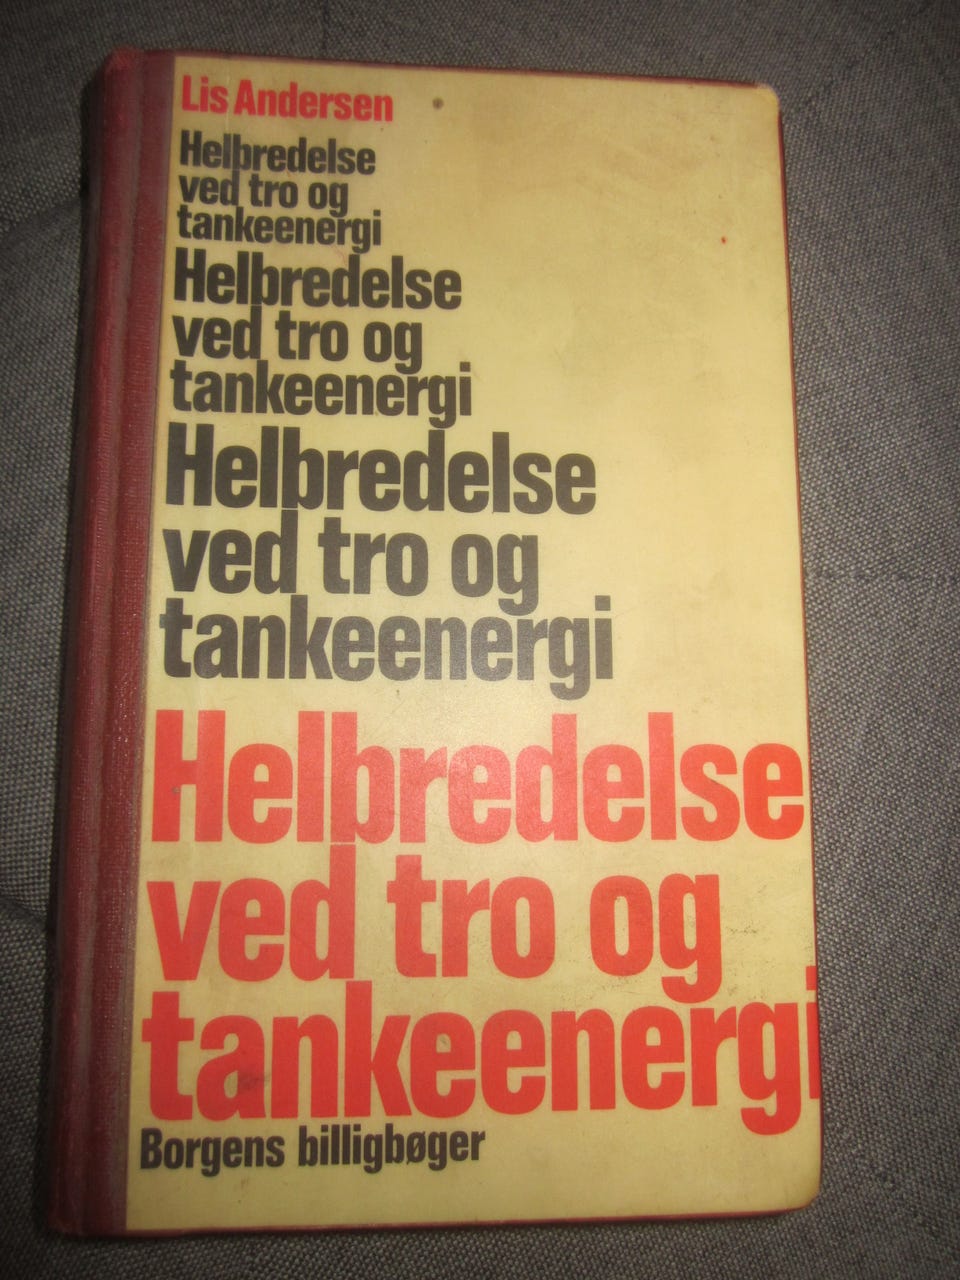 Lis Andersen
Helbredelse
ved tro og
tankeenergi
Helbredelse
ved tro og
tankeenergi
Helbredelse
ved tro og
tankeenergi
Helbredelse
ved tro og
tankeenergi
Borgens billigbøger